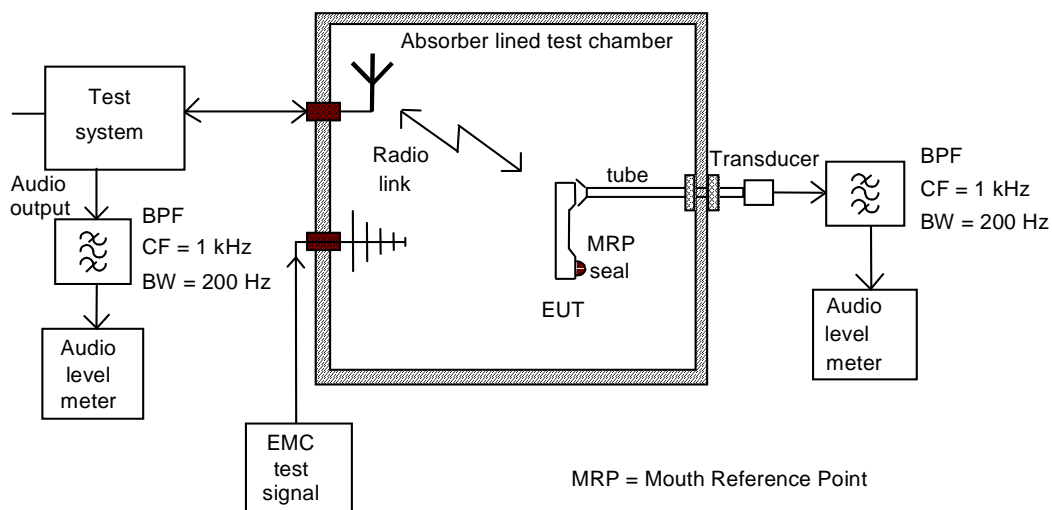 Absorber lined test chamber
Test
system
Audio
output
BPF
CF = 1 kHz
BW = 200 Hz
Audio
level
meter
EMC
test
signal
Radio
link
tube
MRP
seal
EUT
Transducer
BPF
CF = 1 kHz
BW = 200 Hz
Audio
level
meter
MRP = Mouth Reference Point